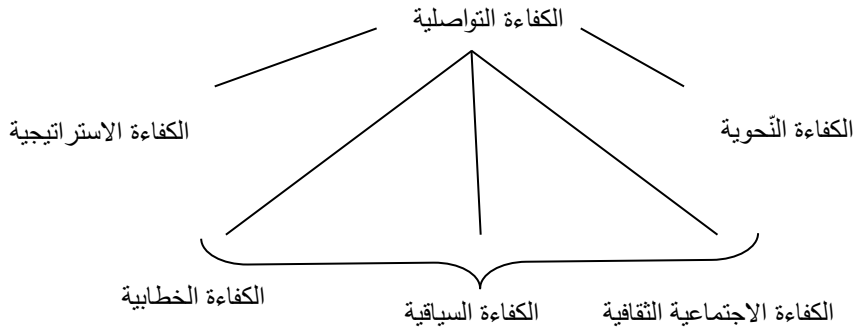 الكفاءة التواصلية
الكفاءة النّحوية
الكفاءة الاستراتيجية
الكفاءة الاجتماعية الثقافية
الكفاءة السياقية
الكفاءة الخطابية